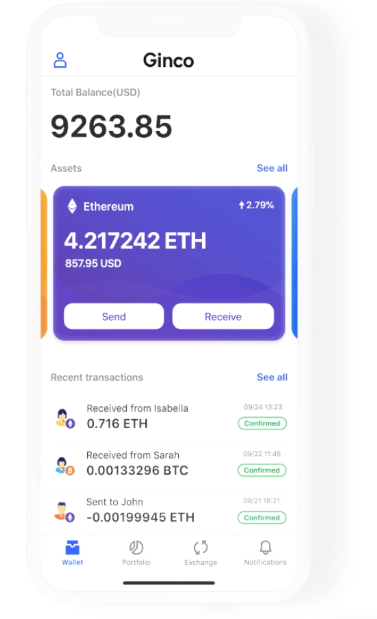 Ginco
Total Balance(USD)
9263.85
Assets See all
Ethereum 2.79%
4.217242 ETH
857.95 USD
Send Receive
Recent transactions See all
Received from Isabella 09/24 13:23
0.716 ETH Confirmed
Received from Sarah 09/22 11:45
0.00133296 BTC Confirmed
Sent to John 09/21 18:21
-0.00199945 ETH Confirmed
Wallet Portfolio Exchange Notifications